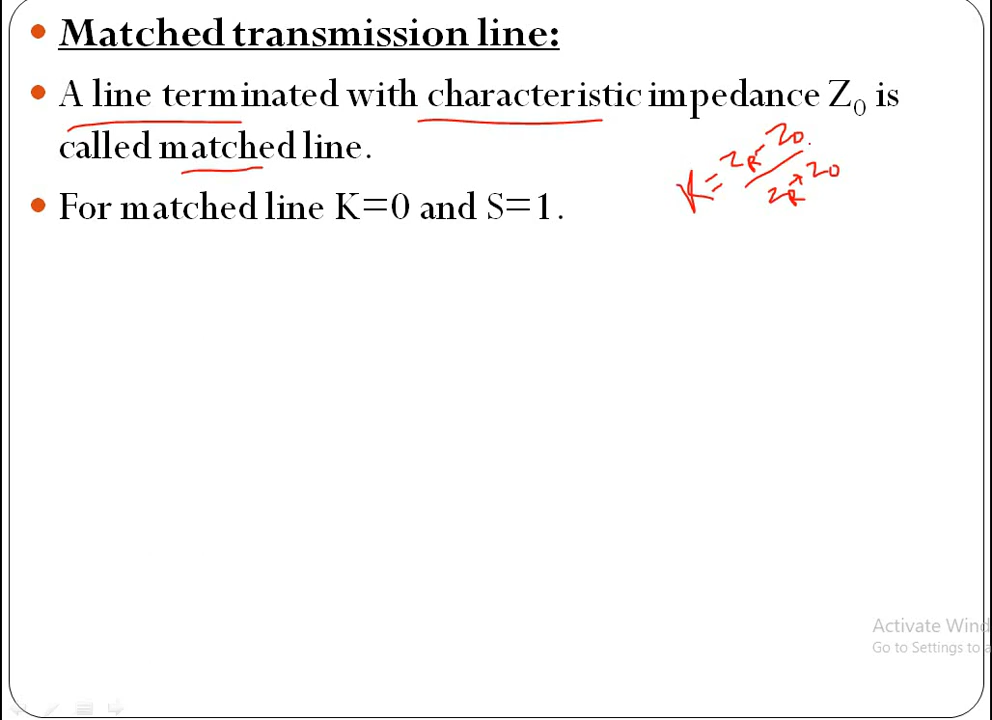 Matched transmission line:
A line terminated with characteristic impedance Z₀ is
called matched line.
For matched line K=0 and S=1.
K = ZR - Z0
ZR + Z0
Activate Wind
Go to Settings to a